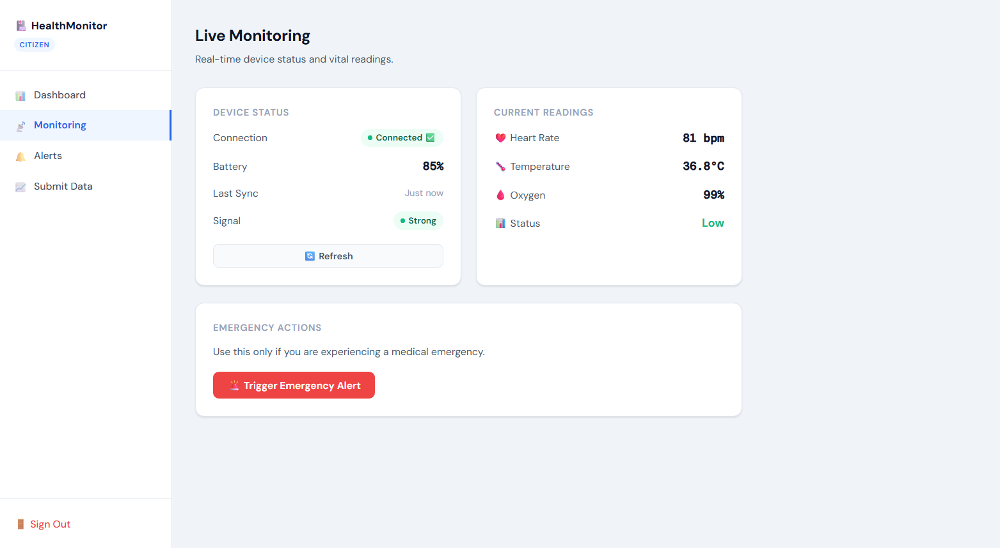 HealthMonitor
CITIZEN
Dashboard
Monitoring
Alerts
Submit Data
Sign Out
Live Monitoring
Real-time device status and vital readings.
DEVICE STATUS
Connection Connected
Battery 85%
Last Sync Just now
Signal Strong
Refresh
CURRENT READINGS
Heart Rate 81 bpm
Temperature 36.8°C
Oxygen 99%
Status Low
EMERGENCY ACTIONS
Use this only if you are experiencing a medical emergency.
Trigger Emergency Alert